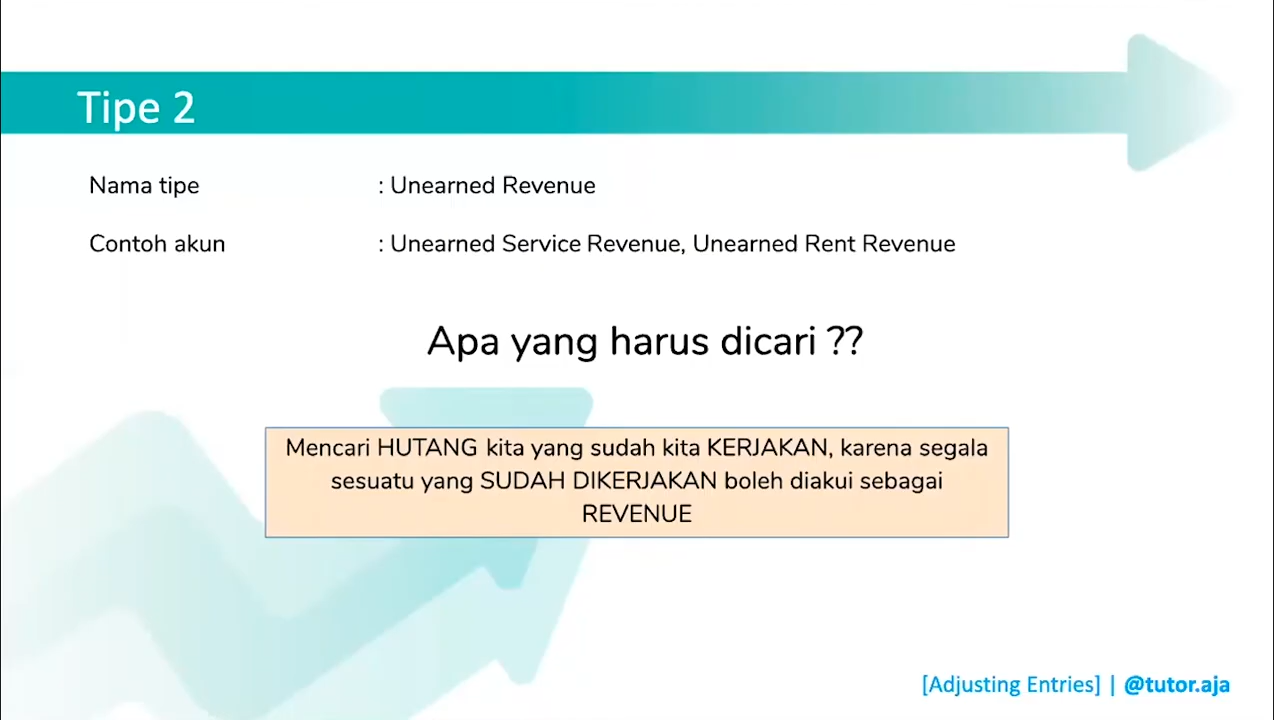 Tipe 2
Nama tipe : Unearned Revenue
Contoh akun : Unearned Service Revenue, Unearned Rent Revenue
Apa yang harus dicari ??
Mencari HUTANG kita yang sudah kita KERJAKAN, karena segala
sesuatu yang SUDAH DIKERJAKAN boleh diakui sebagai
REVENUE
[Adjusting Entries] | @tutor.aja